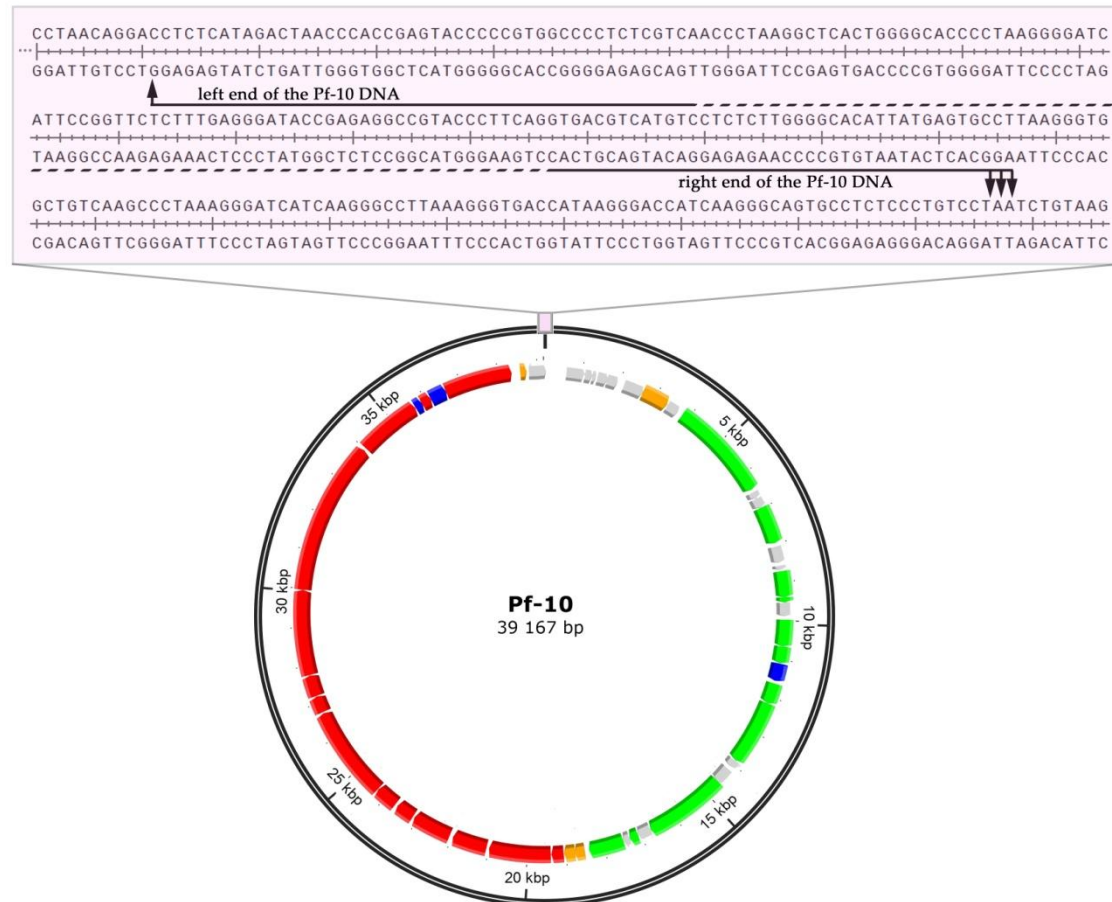 CCTAACAGGACCTCTCATAGACTAACCCACCGAGTACCCCCGTGGCCCCTCTCGTCAACCCTAAGGCTCACTGGGGCACCCCTAAGGGGATC
...
GGATTGTCCTGGAGAGTATCTGATTGGGTGGCTCATGGGGGCACCGGGGAGAGCAGTTGGGATTCCGAGTGACCCCGTGGGGATTCCCCTAG
left end of the Pf-10 DNA
ATTCCGGTTCTCTTTGAGGGATACCGAGAGGCCGTACCCTTCAGGTGACGTCATGTCCTCTCTTGGGGCACATTATGAGTGCCTTAAGGGTG
TAAGGCCAAGAGAAACTCCCTATGGCTCTCCGGCATGGGAAGTCCACTGCAGTACAGGAGAGAACCCCGTGTAATACTCACGGAATTCCCAC
right end of the Pf-10 DNA
GCTGTCAAGCCCTAAAGGGATCATCAAGGGCCTTAAAGGGTGACCATAAGGGACCATCAAGGGCAGTGCCTCTCCCTGTCCTAATCTGTAAG
CGACAGTTCGGGATTTCCCTAGTAGTTCCCGGAATTTCCCACTGGTATTCCCTGGTAGTTCCCGTCACGGAGAGGGACAGGATTAGACATTC
35 kbp
5 kbp
30 kbp
Pf-10
39 167 bp
10 kbp
25 kbp
15 kbp
20 kbp